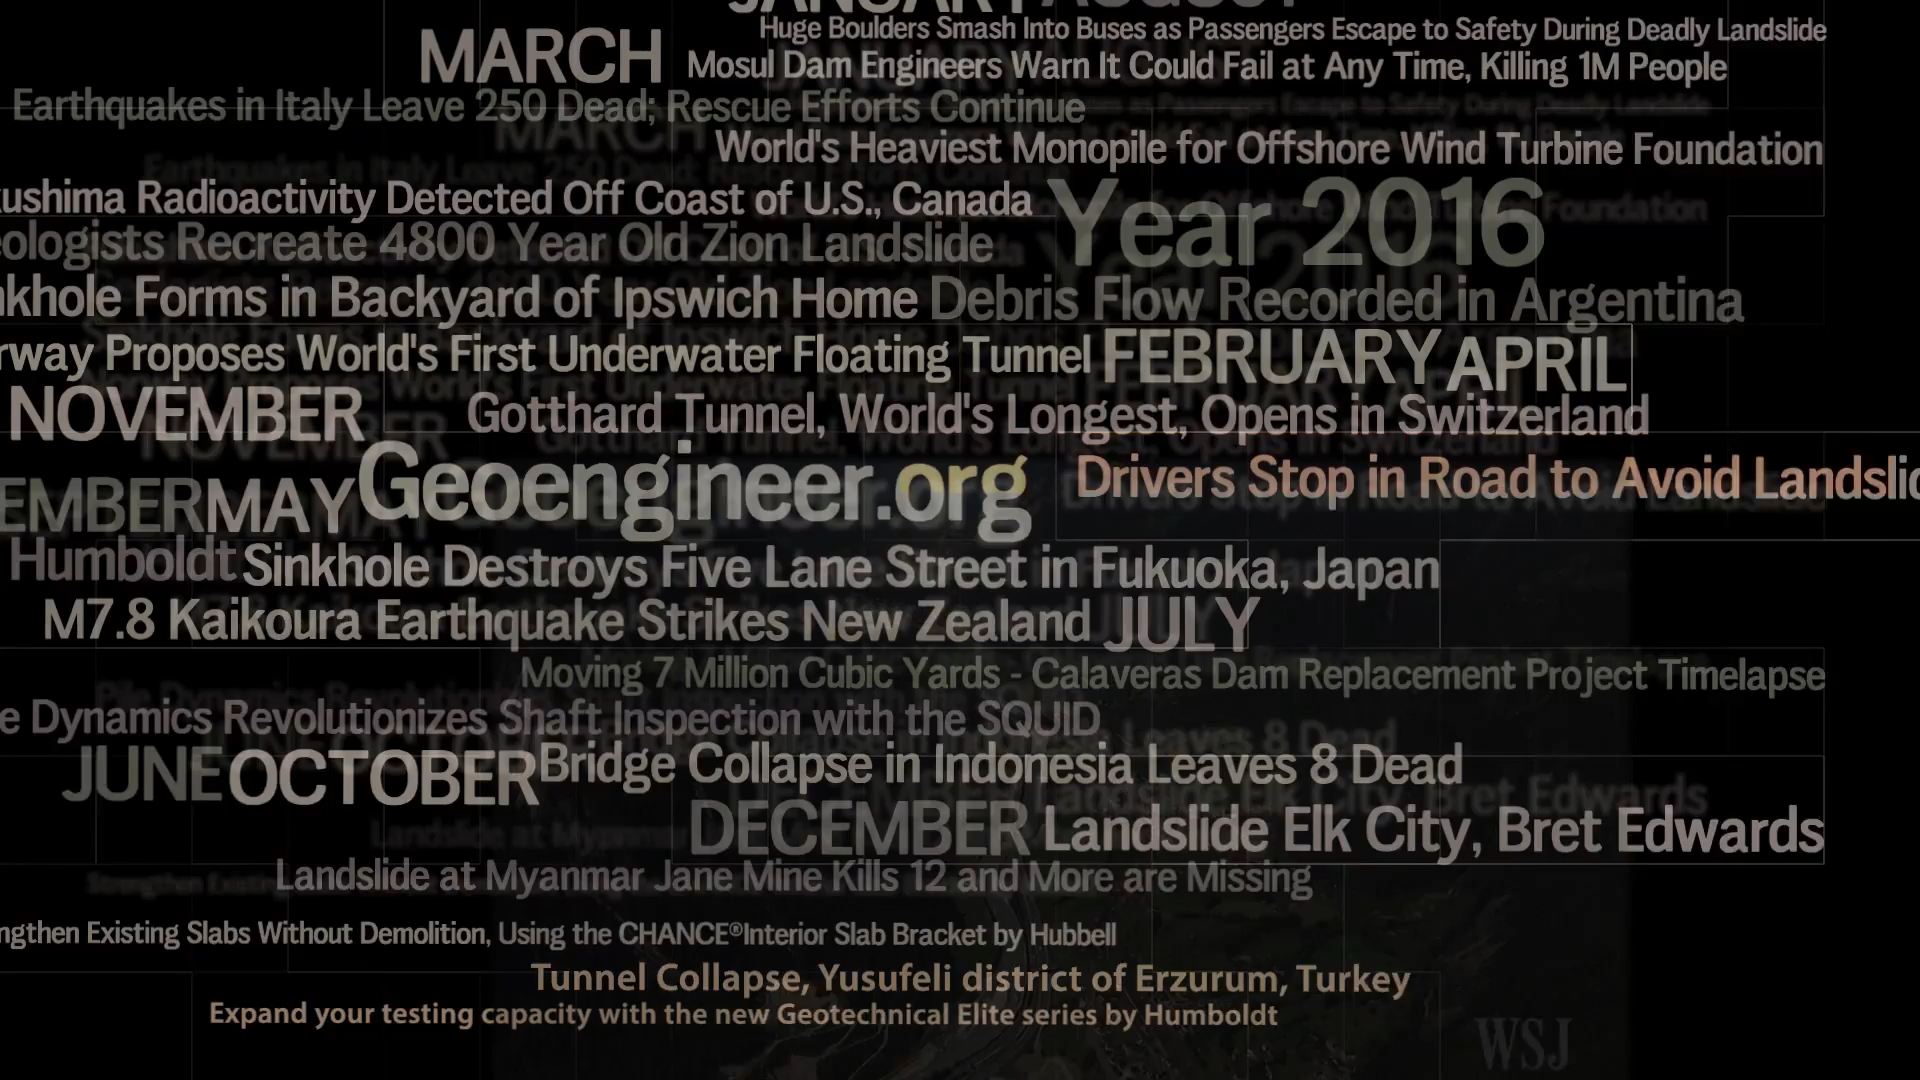 JANUARY AUGUST
Huge Boulders Smash Into Buses as Passengers Escape to Safety During Deadly Landslide
MARCH
Mosul Dam Engineers Warn It Could Fail at Any Time, Killing 1M People
Earthquakes in Italy Leave 250 Dead; Rescue Efforts Continue
World's Heaviest Monopile for Offshore Wind Turbine Foundation
ushima Radioactivity Detected Off Coast of U.S., Canada
Year 2016
eologists Recreate 4800 Year Old Zion Landslide
nkhole Forms in Backyard of Ipswich Home
Debris Flow Recorded in Argentina
rway Proposes World's First Underwater Floating Tunnel
FEBRUARY APRIL
NOVEMBER
Gotthard Tunnel, World's Longest, Opens in Switzerland
EMBER MAY
Geoengineer.org
Drivers Stop in Road to Avoid Landslid
Humboldt
Sinkhole Destroys Five Lane Street in Fukuoka, Japan
M7.8 Kaikoura Earthquake Strikes New Zealand
JULY
Moving 7 Million Cubic Yards - Calaveras Dam Replacement Project Timelapse
e Dynamics Revolutionizes Shaft Inspection with the SQUID
JUNE OCTOBER
Bridge Collapse in Indonesia Leaves 8 Dead
DECEMBER
Landslide Elk City, Bret Edwards
Landslide at Myanmar Jane Mine Kills 12 and More are Missing
ngthen Existing Slabs Without Demolition, Using the CHANCE®Interior Slab Bracket by Hubbell
Tunnel Collapse, Yusufeli district of Erzurum, Turkey
Expand your testing capacity with the new Geotechnical Elite series by Humboldt
WSJ